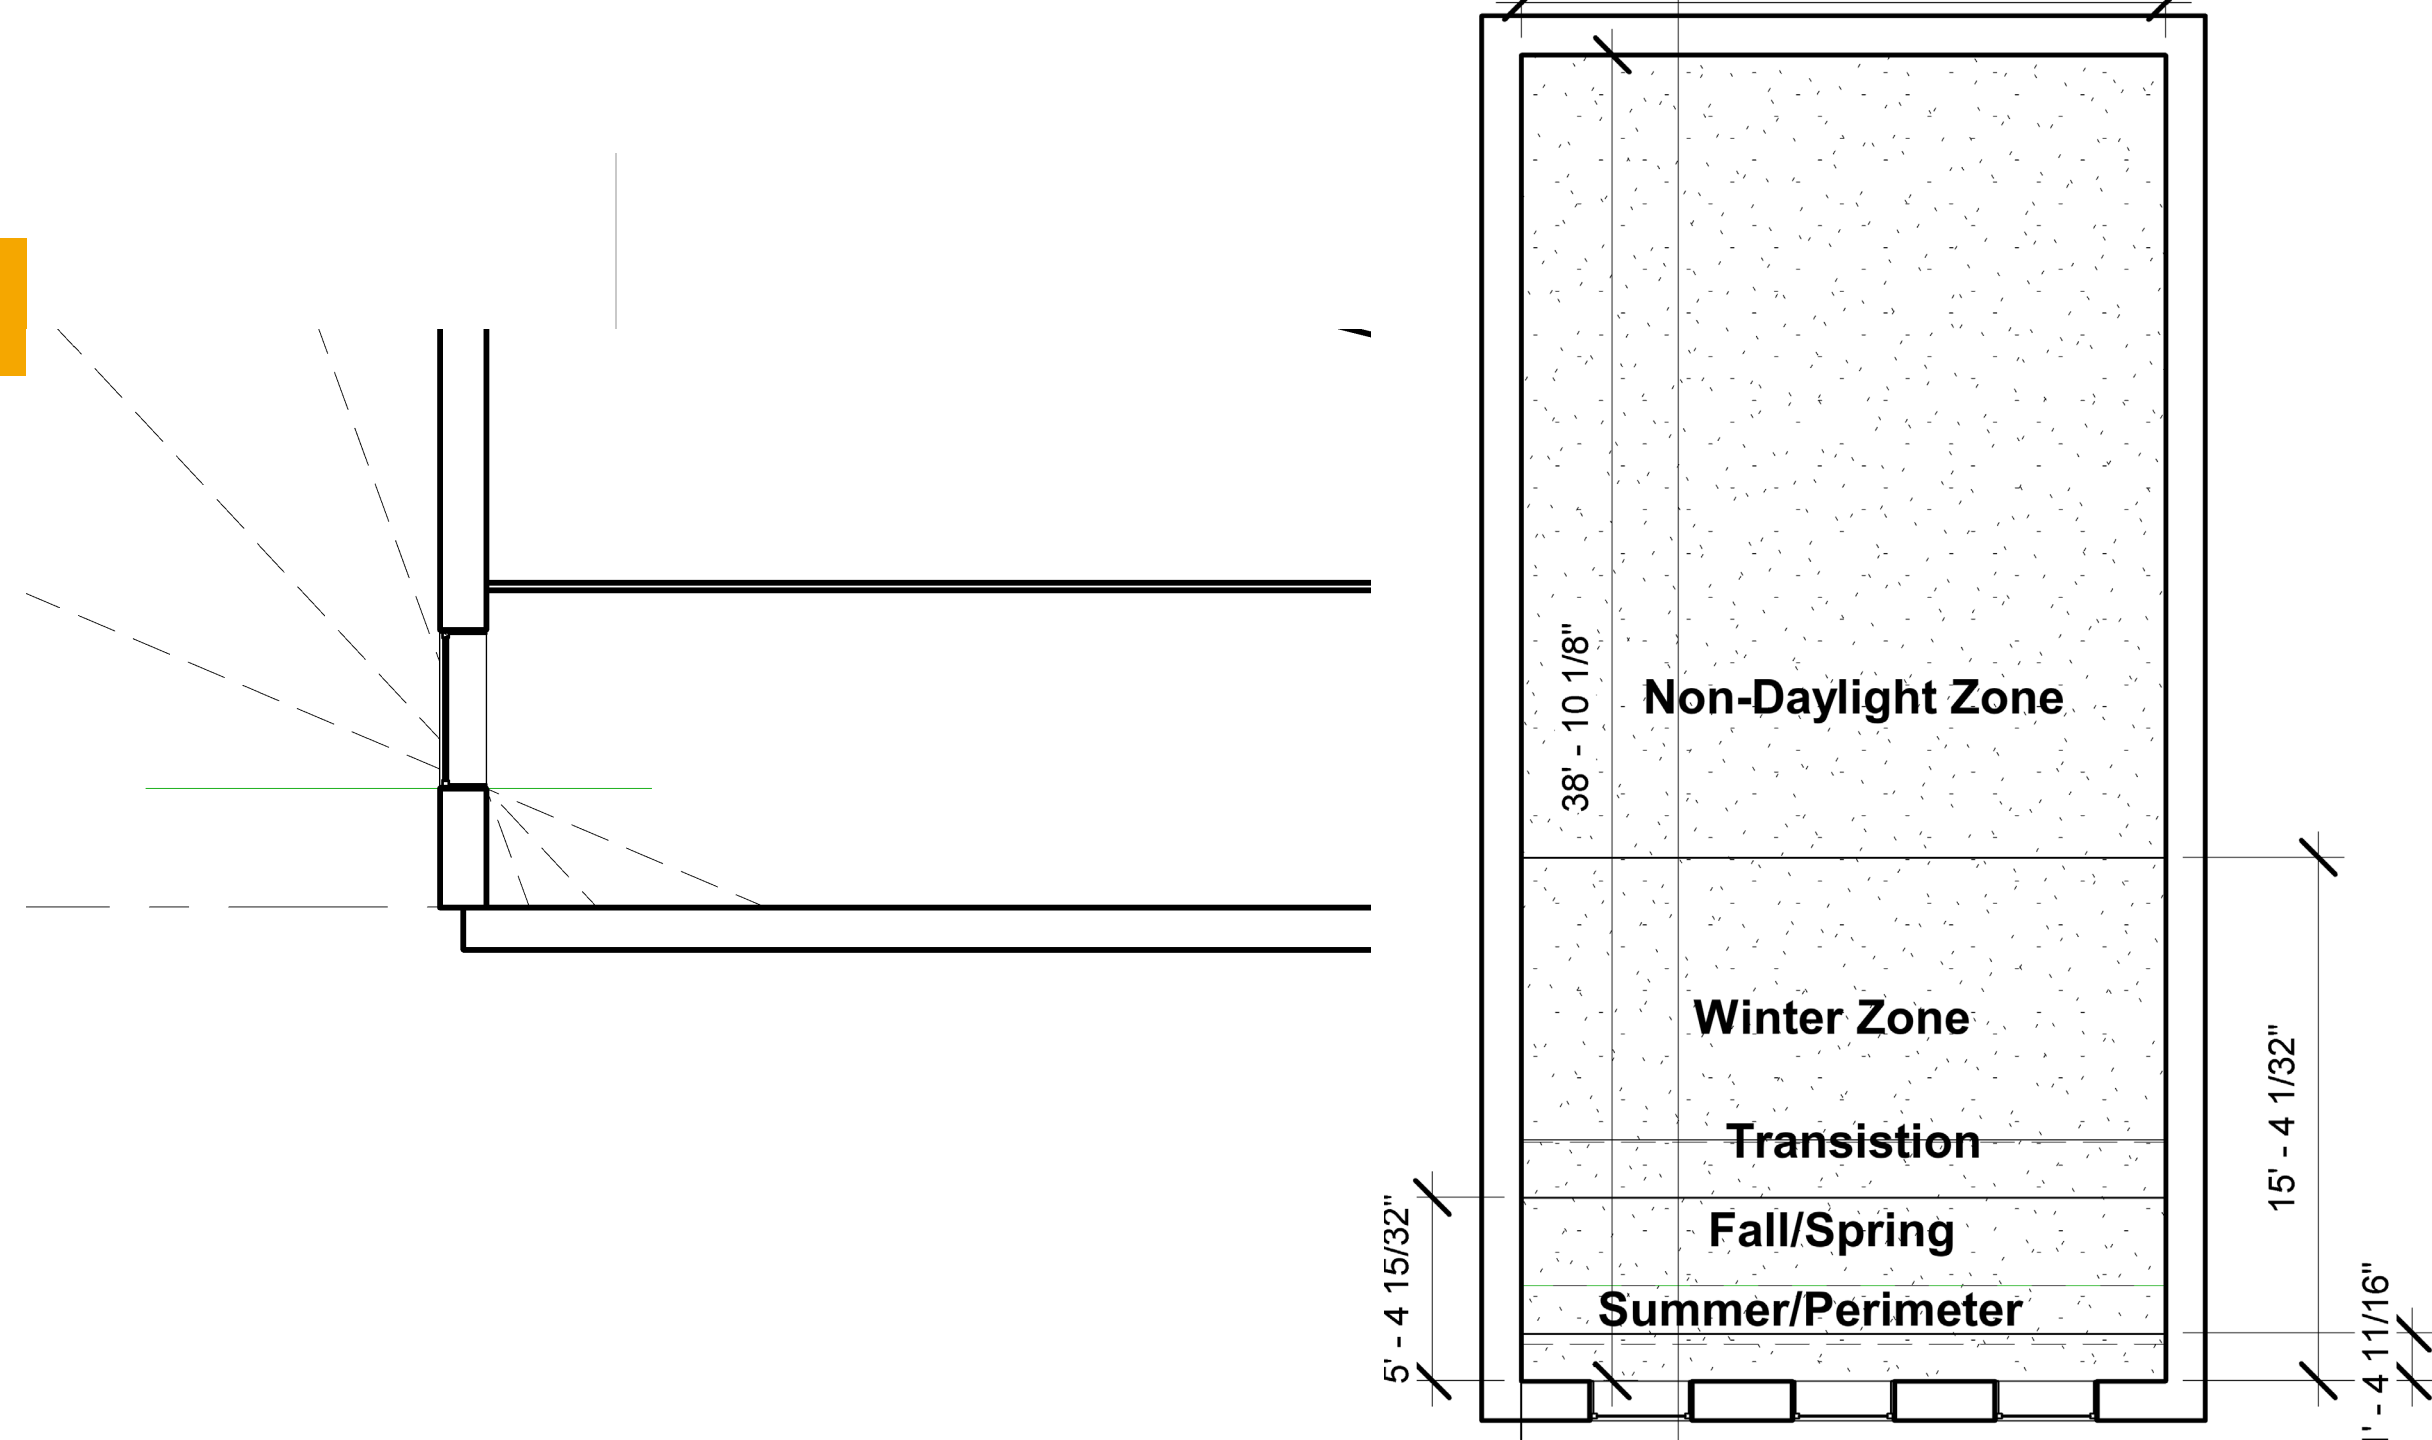 38' - 10 1/8"
Non-Daylight Zone
Winter Zone
Transistion
15' - 4 1/32"
5' - 4 15/32"
Fall/Spring
Summer/Perimeter
1' - 4 11/16"